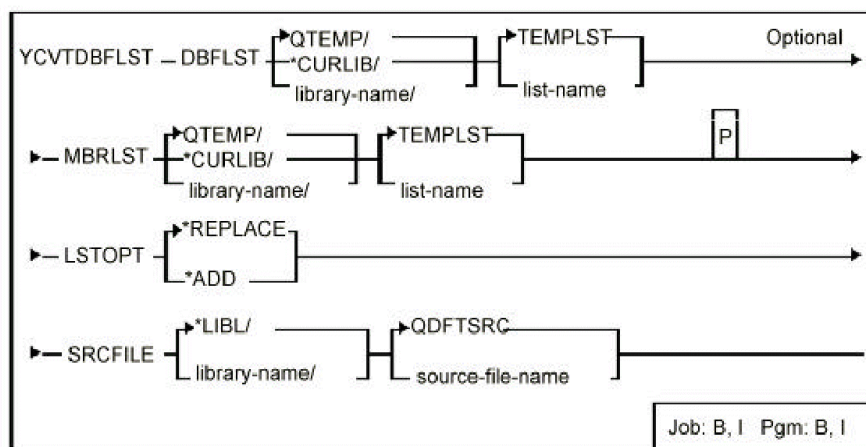 QTEMP/ TEMPLST Optional
YCVTDBFLST DBFLST *CURLIB/
library-name/ list-name
P
QTEMP/ TEMPLST
MBRLST *CURLIB/
library-name/ list-name
*REPLACE
LSTOPT
*ADD
*LIBL/ QDFTSRC
SRCFILE
library-name/ source-file-name
Job: B, I Pgm: B, I